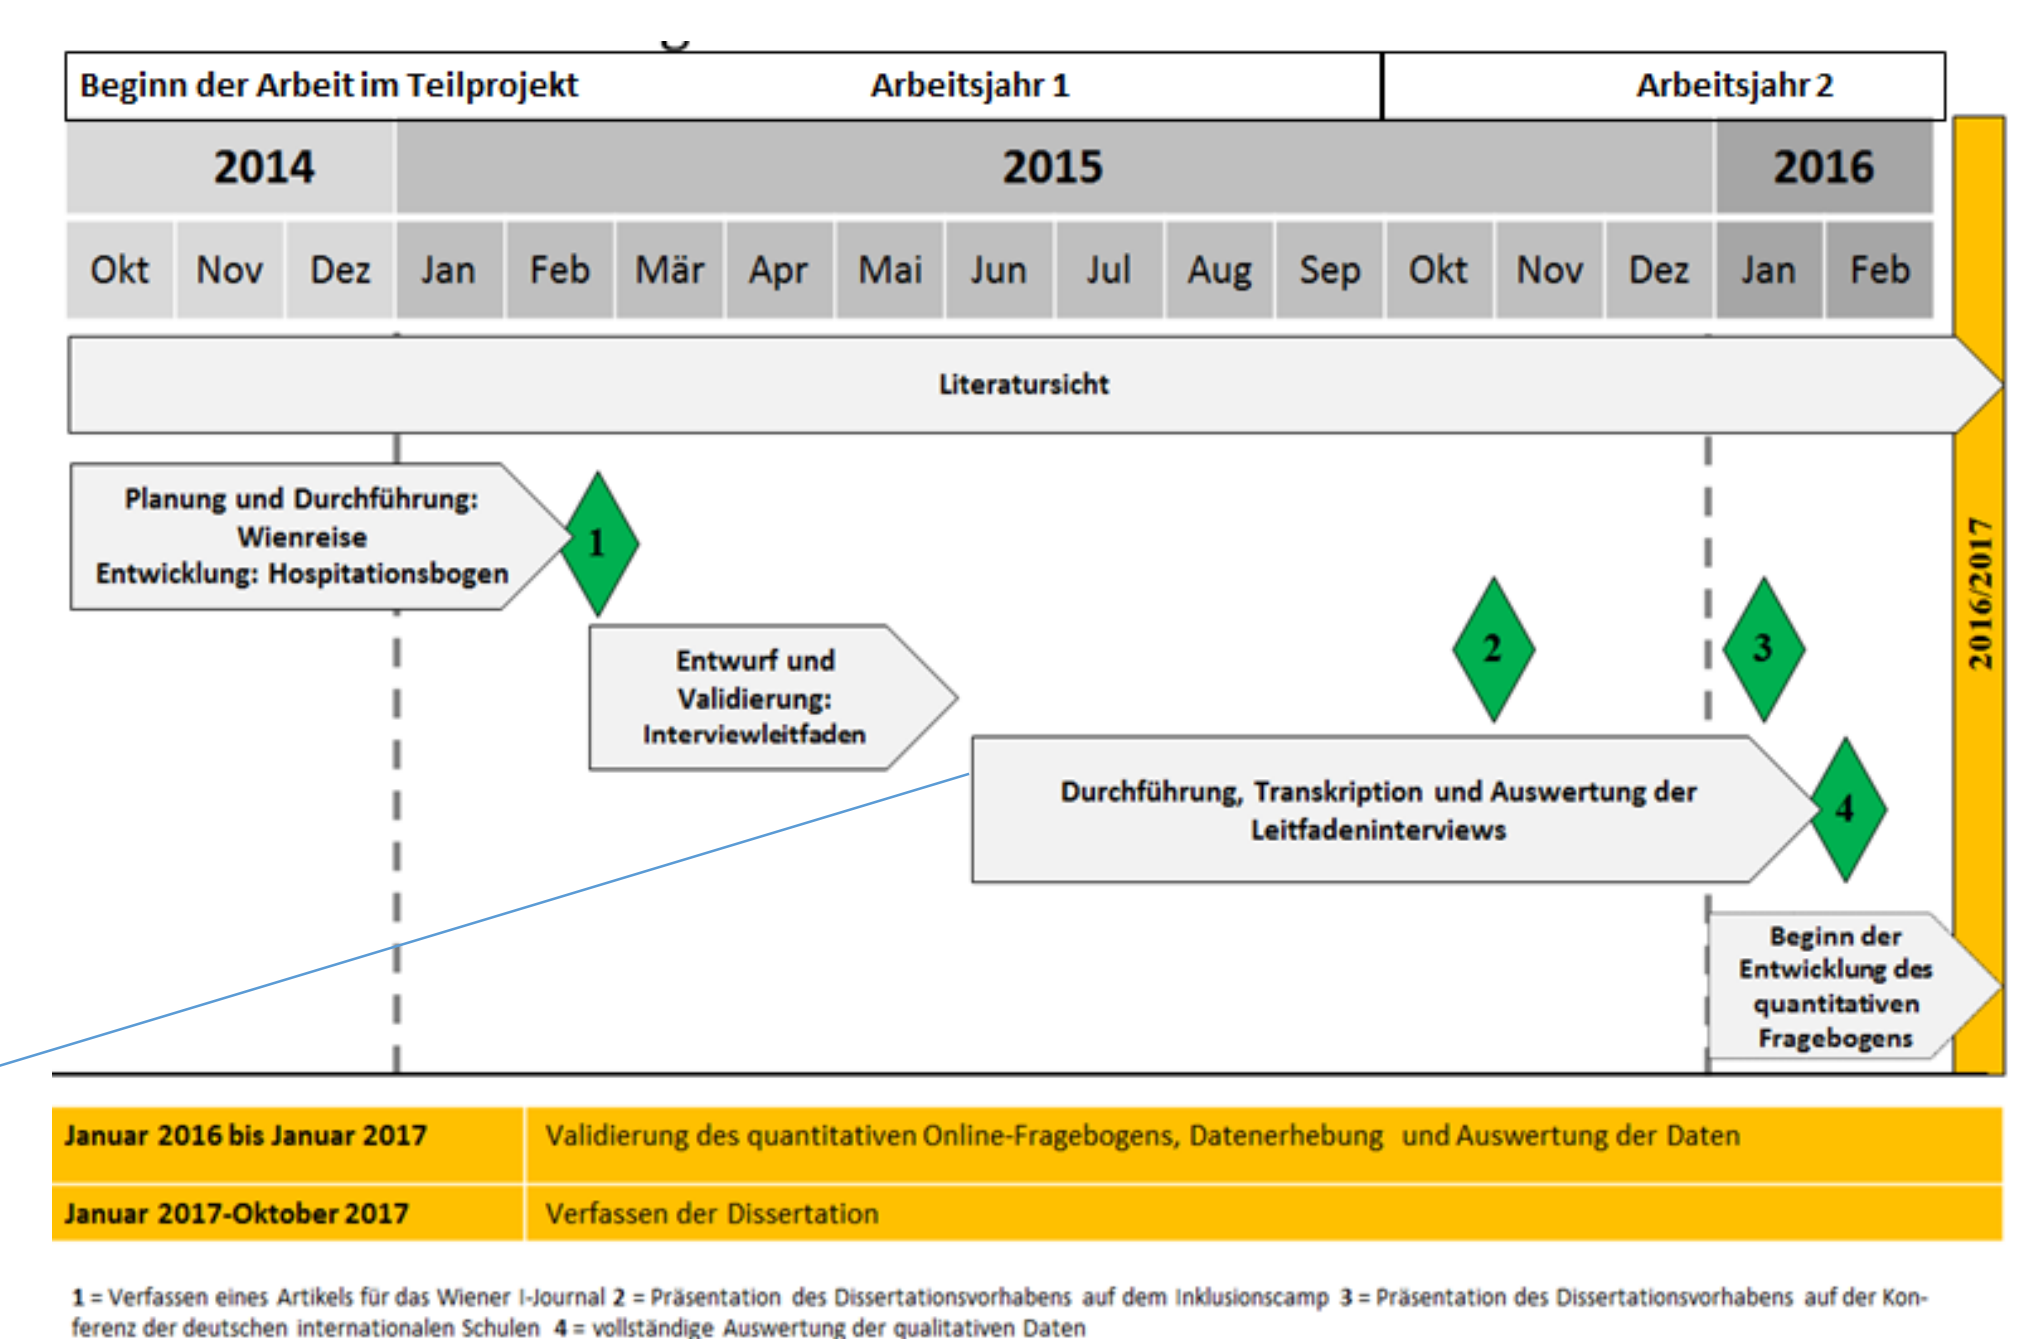 Beginn der Arbeit im Teilprojekt Arbeitsjahr 1 Arbeitsjahr 2
2014 2015 2016
Okt Nov Dez Jan Feb Mär Apr Mai Jun Jul Aug Sep Okt Nov Dez Jan Feb
Literatursicht
Planung und Durchführung:
Wienreise
Entwicklung: Hospitationsbogen
1
Entwurf und
Validierung:
Interviewleitfaden
2
3
2016/2017
Durchführung, Transkription und Auswertung der
Leitfadeninterviews
4
Beginn der
Entwicklung des
quantitativen
Fragebogens
Januar 2016 bis Januar 2017 Validierung des quantitativen Online-Fragebogens, Datenerhebung und Auswertung der Daten
Januar 2017-Oktober 2017 Verfassen der Dissertation
1 = Verfassen eines Artikels für das Wiener I-Journal 2 = Präsentation des Dissertationsvorhabens auf dem Inklusionscamp 3 = Präsentation des Dissertationsvorhabens auf der Kon-
ferenz der deutschen internationalen Schulen 4 = vollständige Auswertung der qualitativen Daten